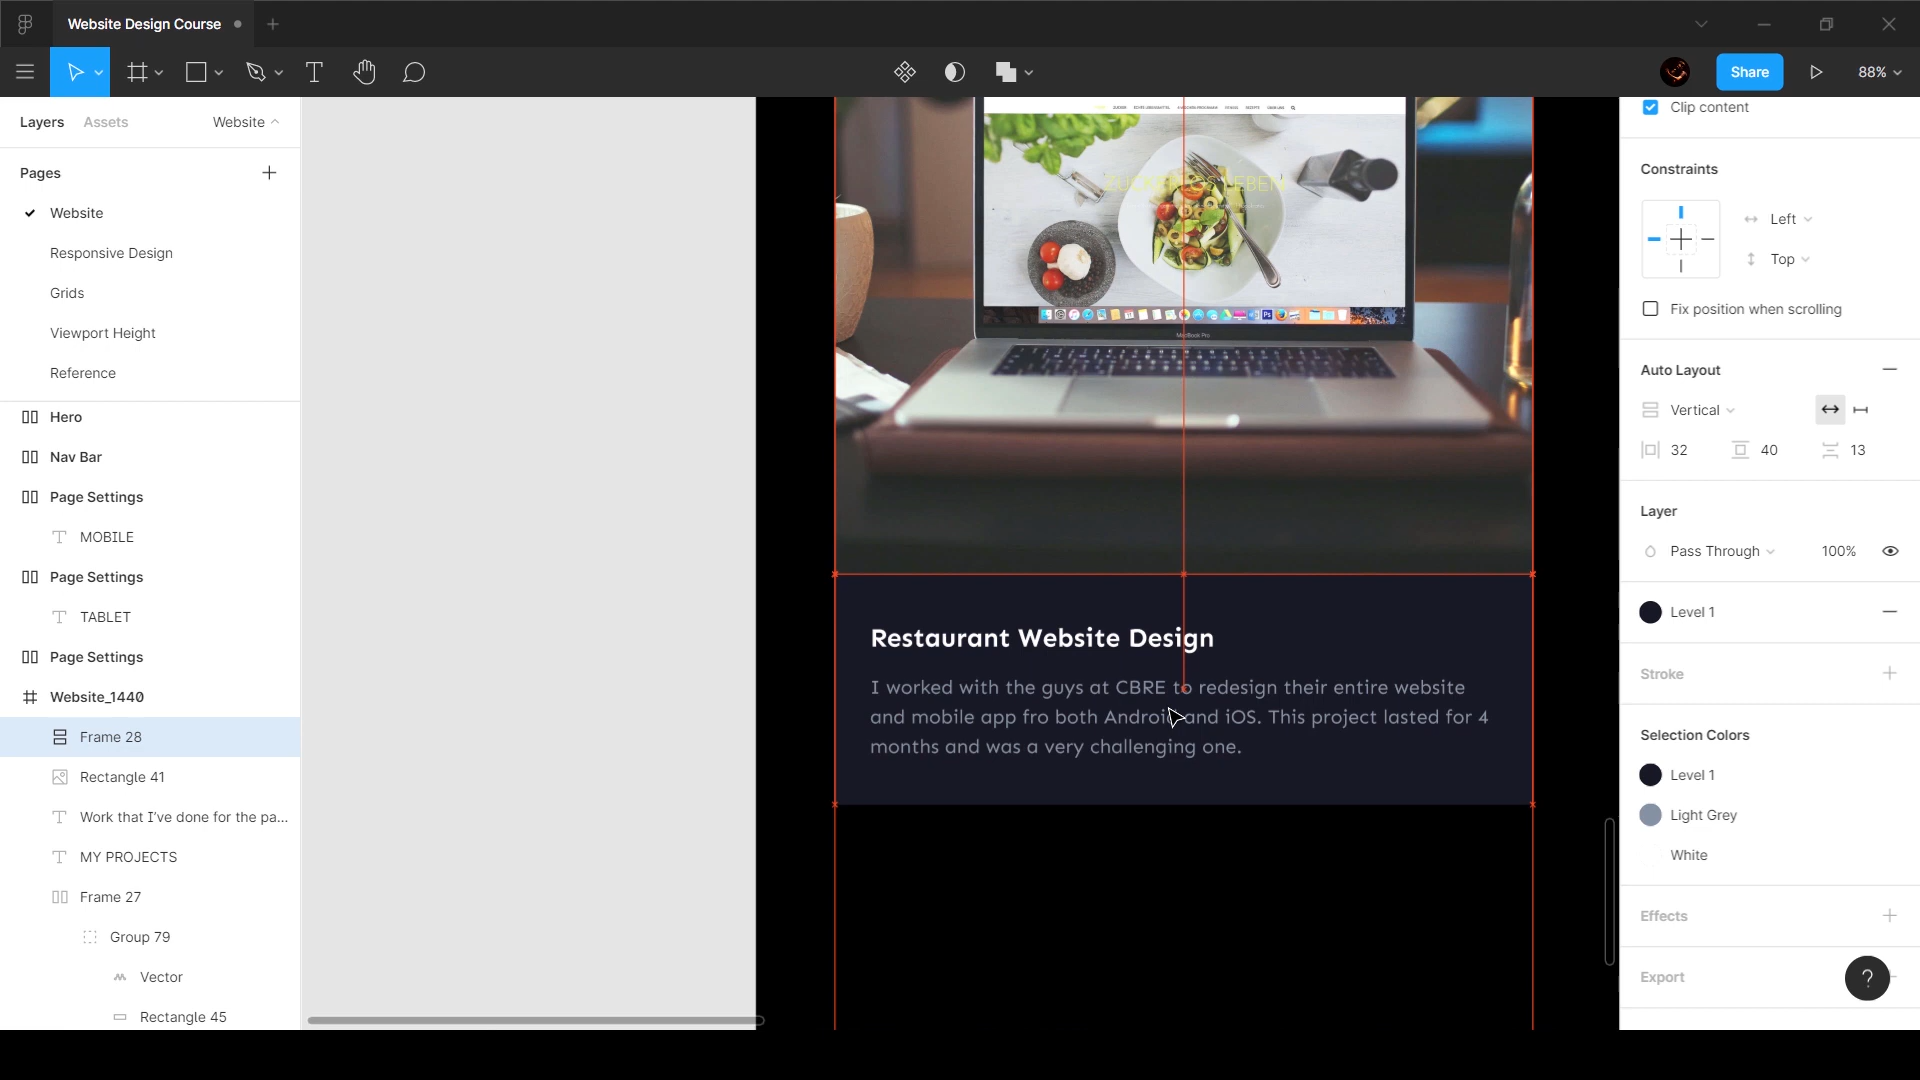 Website Design Course
Share
88%
Layers
Assets
Website
Pages
Website
Responsive Design
Grids
Viewport Height
Reference
Hero
Nav Bar
Page Settings
MOBILE
Page Settings
TABLET
Page Settings
Website_1440
Frame 28
Rectangle 41
Work that I've done for the pa...
MY PROJECTS
Frame 27
Group 79
Vector
Rectangle 45
MacBook Pro
Restaurant Website Design
I worked with the guys at CBRE to redesign their entire website
and mobile app fro both Android and iOS. This project lasted for 4
months and was a very challenging one.
Clip content
Constraints
Left
Top
Fix position when scrolling
Auto Layout
Vertical
32
40
13
Layer
Pass Through
100%
Level 1
Stroke
Selection Colors
Level 1
Light Grey
White
Effects
Export
?